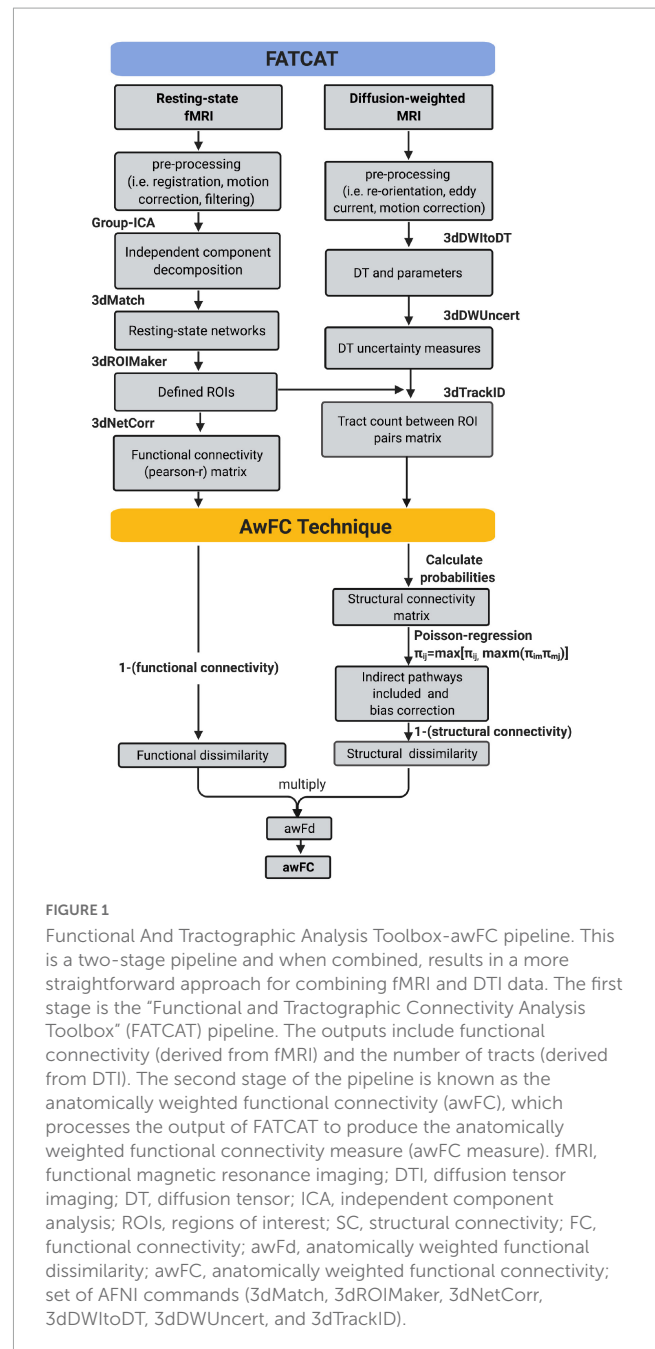 FATCAT
Resting-state
fMRI
Diffusion-weighted
MRI
pre-processing
(i.e. registration, motion
correction, filtering)
pre-processing
(i.e. re-orientation, eddy
current, motion correction)
Group-ICA
3dDWItoDT
Independent component
decomposition
DT and parameters
3dMatch
3dDWUncert
Resting-state networks
DT uncertainty measures
3dROIMaker
3dTrackID
Defined ROIs
Tract count between ROI
pairs matrix
3dNetCorr
Functional connectivity
(pearson-r) matrix
AwFC Technique
Calculate
probabilities
Structural connectivity
matrix
Poisson-regression
πij=max[πij, maxm(πimπmj)]
1-(functional connectivity)
Indirect pathways
included and
bias correction
1-(structural connectivity)
Functional dissimilarity
Structural dissimilarity
multiply
awFd
awFC
FIGURE 1
Functional And Tractographic Analysis Toolbox-awFC pipeline. This
is a two-stage pipeline and when combined, results in a more
straightforward approach for combining fMRI and DTI data. The first
stage is the “Functional and Tractographic Connectivity Analysis
Toolbox” (FATCAT) pipeline. The outputs include functional
connectivity (derived from fMRI) and the number of tracts (derived
from DTI). The second stage of the pipeline is known as the
anatomically weighted functional connectivity (awFC), which
processes the output of FATCAT to produce the anatomically
weighted functional connectivity measure (awFC measure). fMRI,
functional magnetic resonance imaging; DTI, diffusion tensor
imaging; DT, diffusion tensor; ICA, independent component
analysis; ROIs, regions of interest; SC, structural connectivity; FC,
functional connectivity; awFd, anatomically weighted functional
dissimilarity; awFC, anatomically weighted functional connectivity;
set of AFNI commands (3dMatch, 3dROIMaker, 3dNetCorr,
3dDWItoDT, 3dDWUncert, and 3dTrackID).